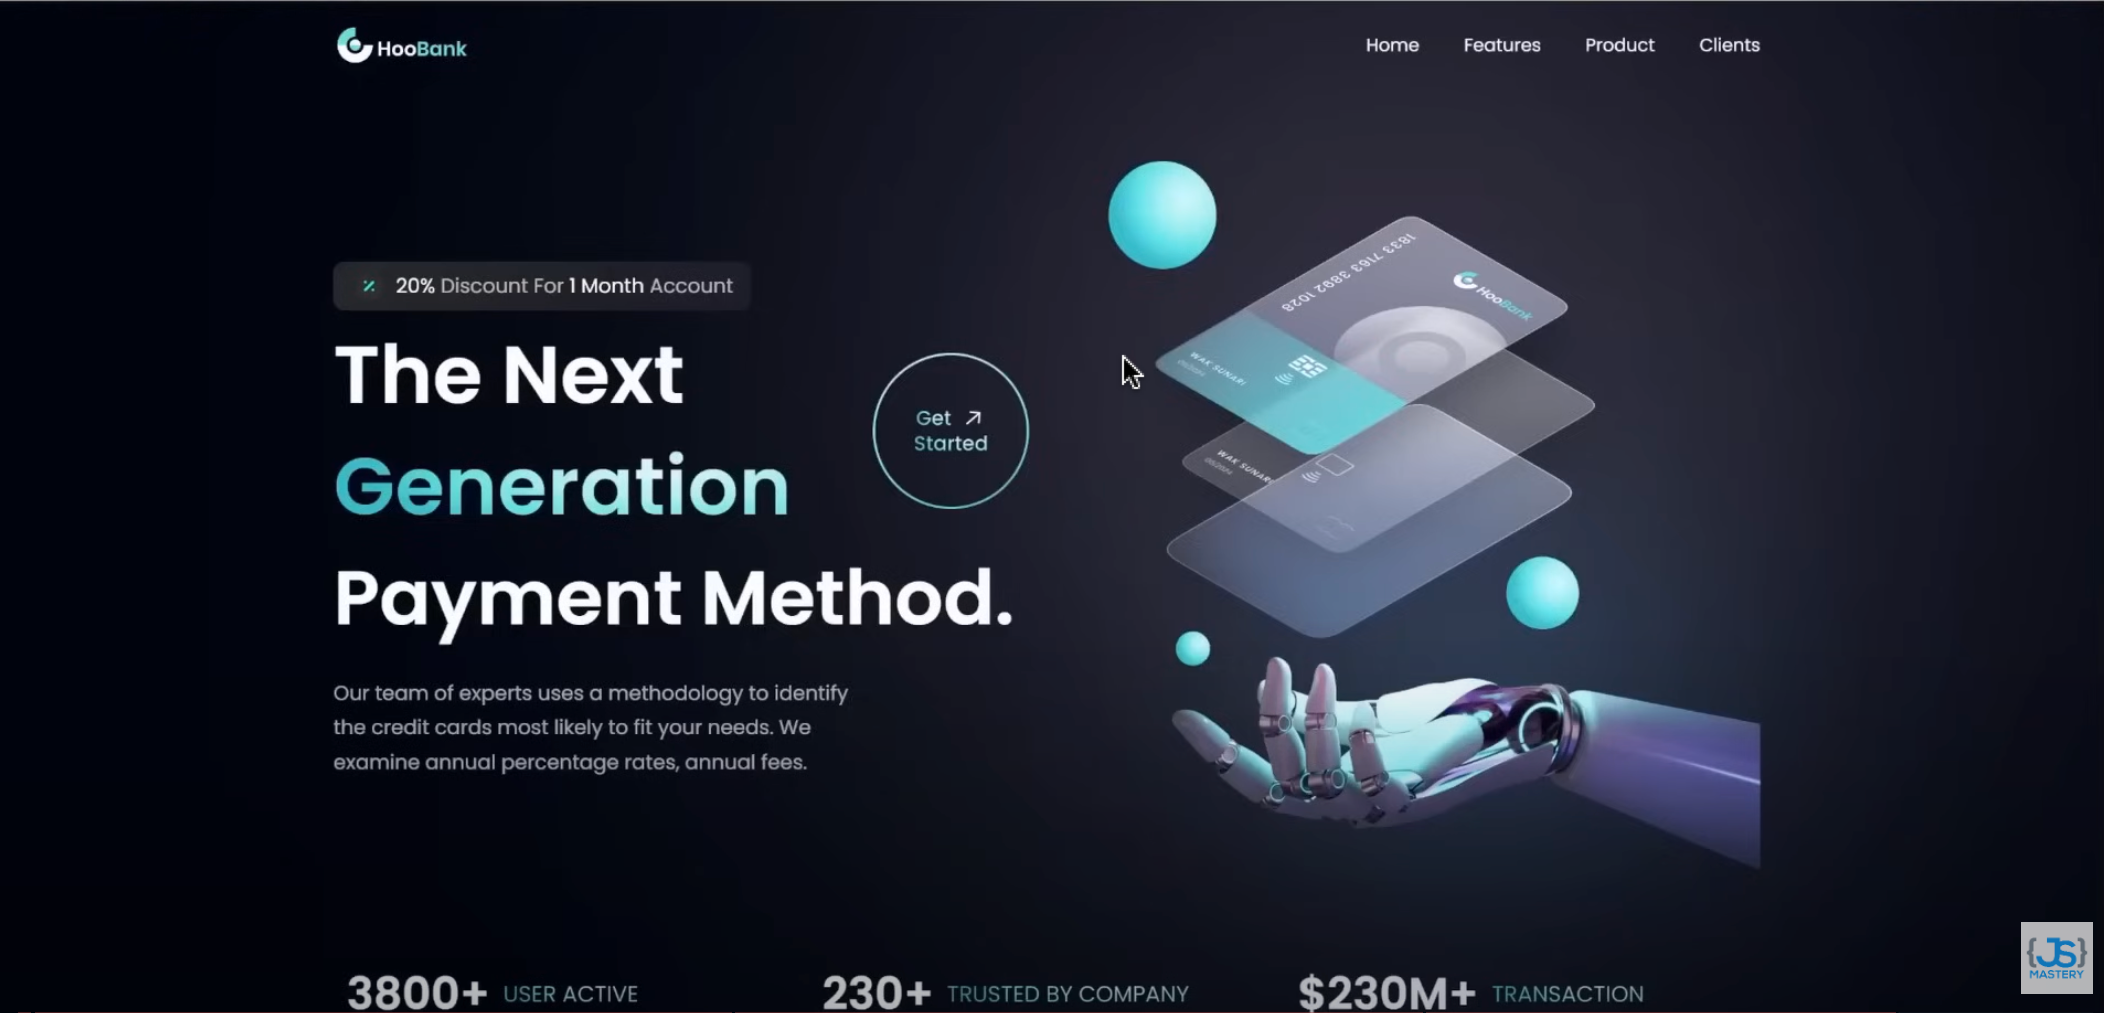 HooBank
Home Features Product Clients
20% Discount For 1 Month Account
The Next
Generation
Payment Method.
Get
Started
Our team of experts uses a methodology to identify
the credit cards most likely to fit your needs. We
examine annual percentage rates, annual fees.
1833 7163 3892 1028
HooBank
WAK SUNARI
WAK SUNARI
3800+ USER ACTIVE
230+ TRUSTED BY COMPANY
$230M+ TRANSACTION
{JS}
MASTERY